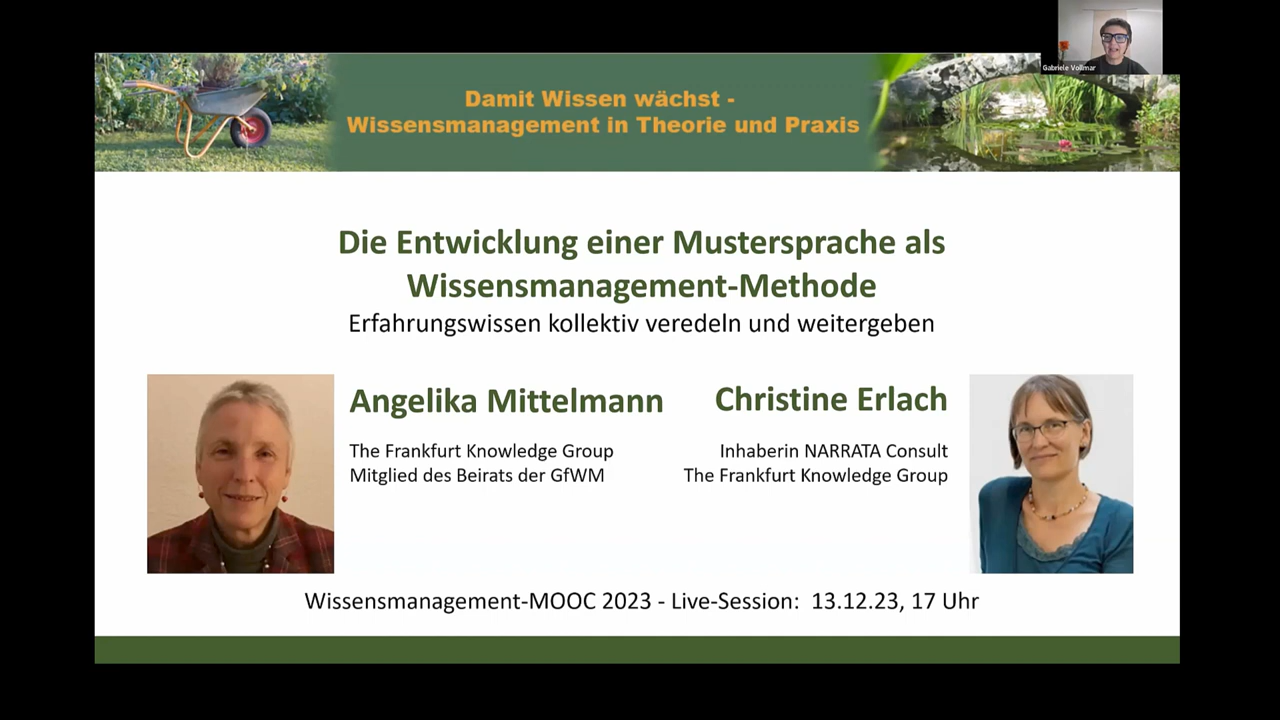 Gabriele Vollmar
Damit Wissen wächst -
Wissensmanagement in Theorie und Praxis
Die Entwicklung einer Mustersprache als
Wissensmanagement-Methode
Erfahrungswissen kollektiv veredeln und weitergeben
Angelika Mittelmann
The Frankfurt Knowledge Group
Mitglied des Beirats der GfWM
Christine Erlach
Inhaberin NARRATA Consult
The Frankfurt Knowledge Group
Wissensmanagement-MOOC 2023 - Live-Session: 13.12.23, 17 Uhr